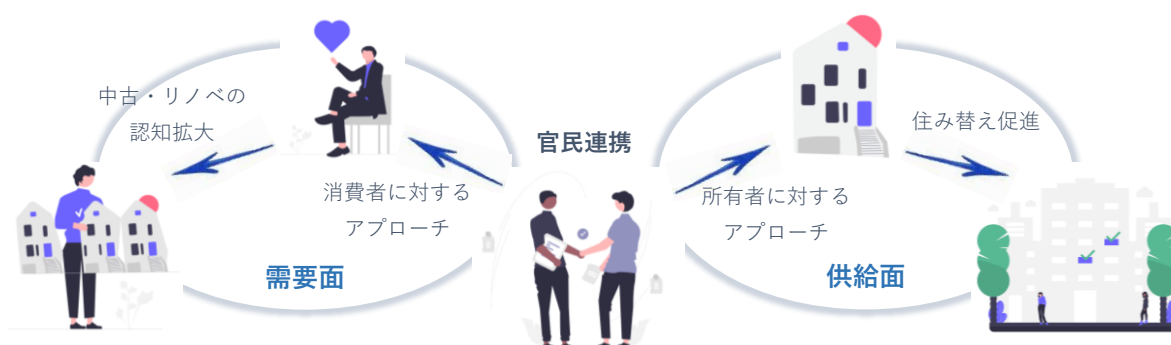 中古・リノベの
認知拡大
消費者に対する
アプローチ
需要面
官民連携
所有者に対する
アプローチ
住み替え促進
供給面